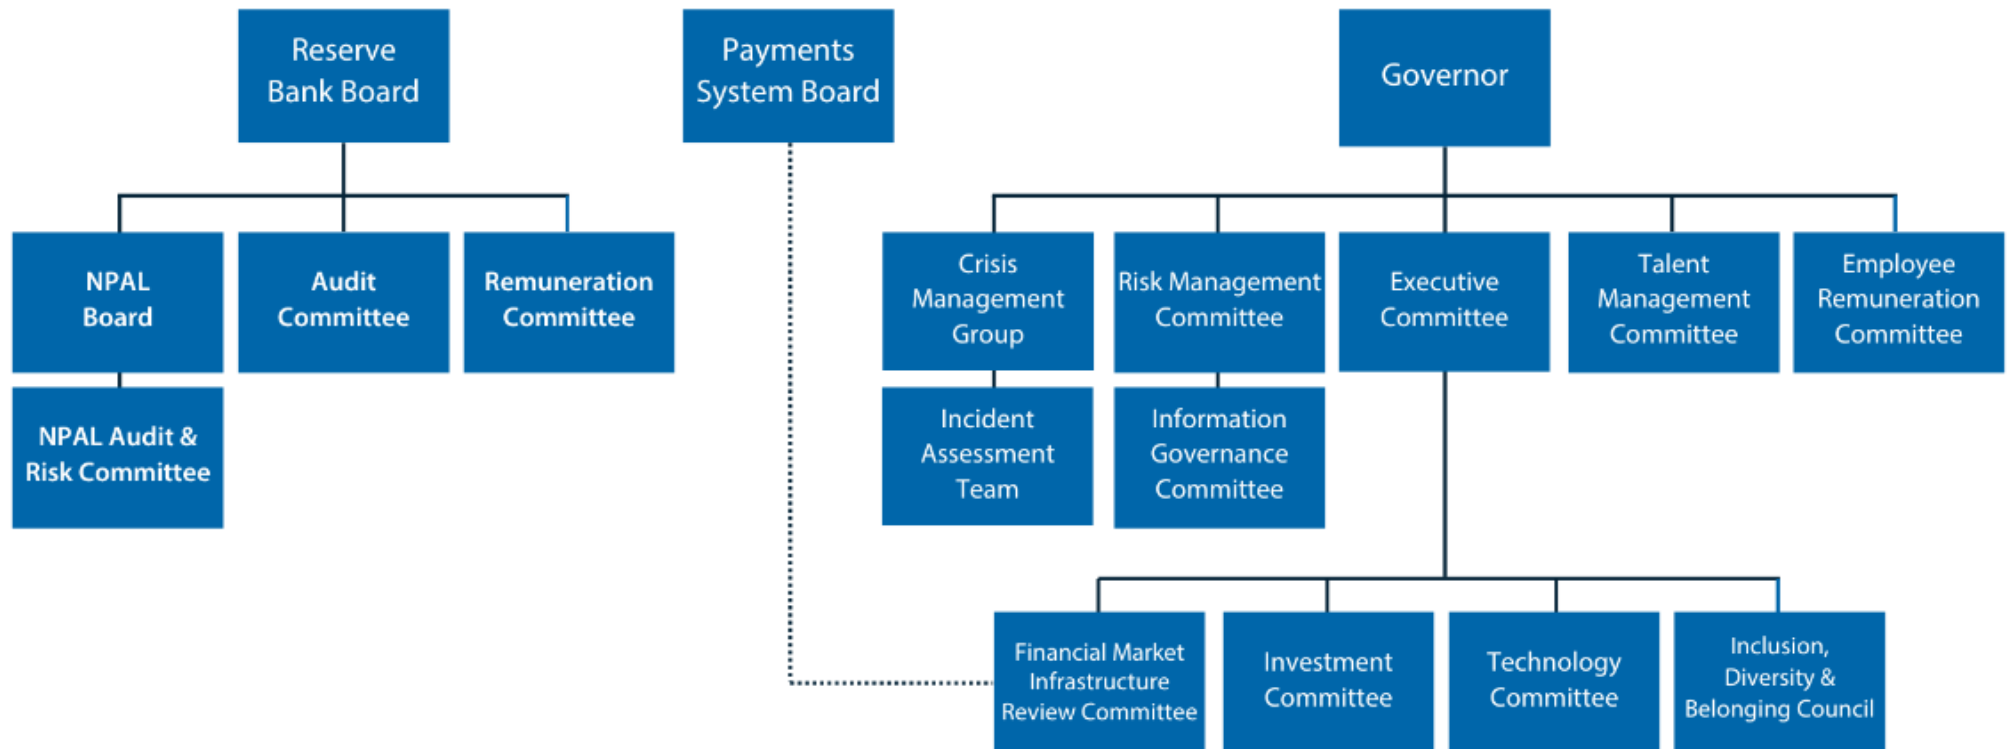 Reserve
Bank Board
Payments
System Board
Governor
NPAL
Board
Audit
Committee
Remuneration
Committee
Crisis
Management
Group
Risk Management
Committee
Executive
Committee
Talent
Management
Committee
Employee
Remuneration
Committee
NPAL Audit &
Risk Committee
Incident
Assessment
Team
Information
Governance
Committee
Financial Market
Infrastructure
Review Committee
Investment
Committee
Technology
Committee
Inclusion,
Diversity &
Belonging Council